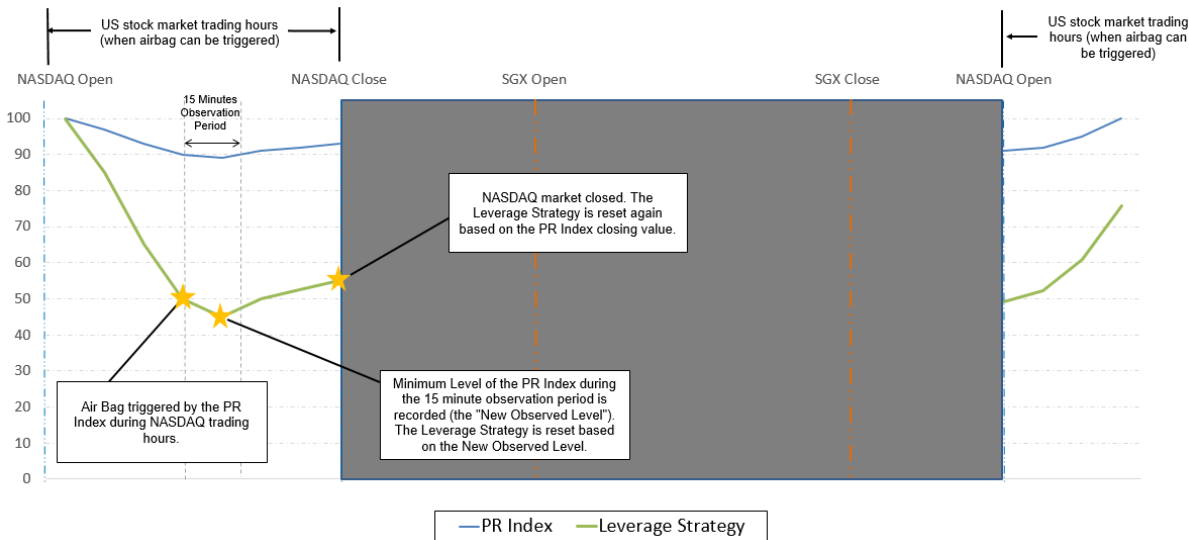 US stock market trading hours
(when airbag can be triggered)
US stock market trading
hours (when airbag can
be triggered)
NASDAQ Open
NASDAQ Close
SGX Open
SGX Close
NASDAQ Open
15 Minutes
Observation
Period
100
90
80
70
60
50
40
30
20
10
0
NASDAQ market closed. The
Leverage Strategy is reset again
based on the PR Index closing value.
Air Bag triggered by the PR
Index during NASDAQ trading
hours.
Minimum Level of the PR Index during
the 15 minute observation period is
recorded (the "New Observed Level").
The Leverage Strategy is reset based
on the New Observed Level.
PR Index
Leverage Strategy